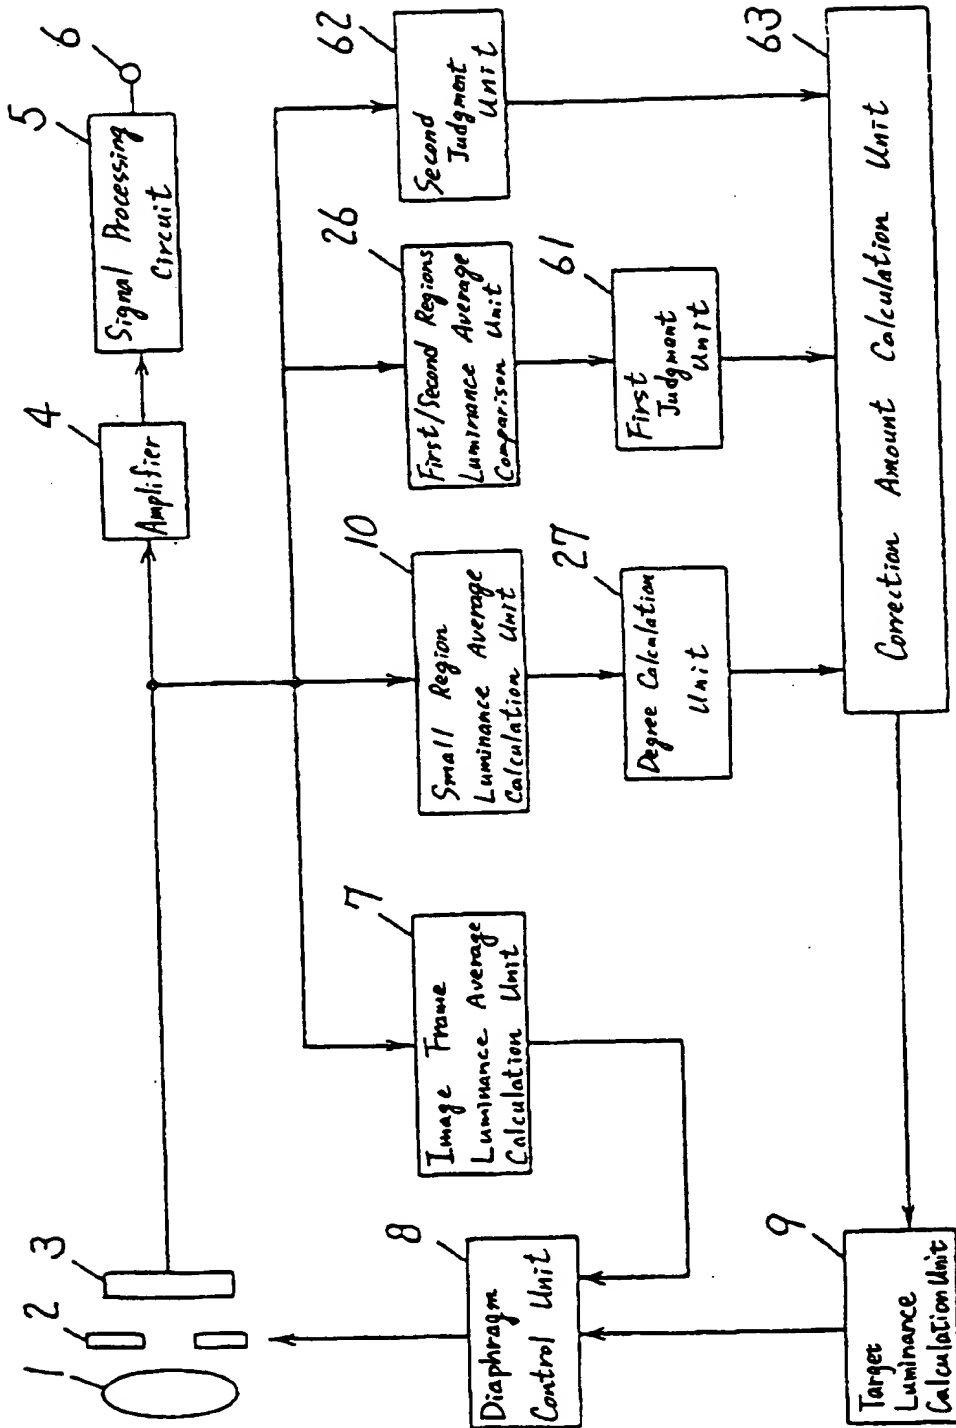 1
2
3
4
Amplifier
5
Signal Processing
Circuit
6
8
Diaphragm
Control Unit
7
Image Frame
Luminance Average
Calculation Unit
10
Small Region
Luminance Average
Calculation Unit
26
First/Second Regions
Luminance Average
Comparison Unit
62
Second
Judgment
Unit
27
Degree Calculation
Unit
61
First
Judgment
Unit
9
Target
Luminance
Calculation Unit
63
Correction Amount Calculation Unit